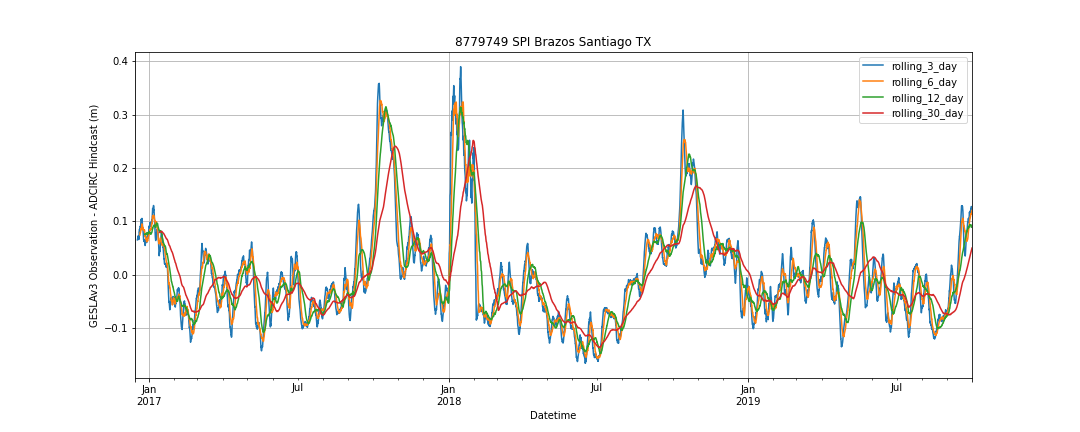 8779749 SPI Brazos Santiago TX
GESLAv3 Observation - ADCIRC Hindcast (m)
0.4
0.3
0.2
0.1
0.0
−0.1
rolling_3_day
rolling_6_day
rolling_12_day
rolling_30_day
Jan
2017
Jul
Jan
2018
Jul
Jan
2019
Jul
Datetime